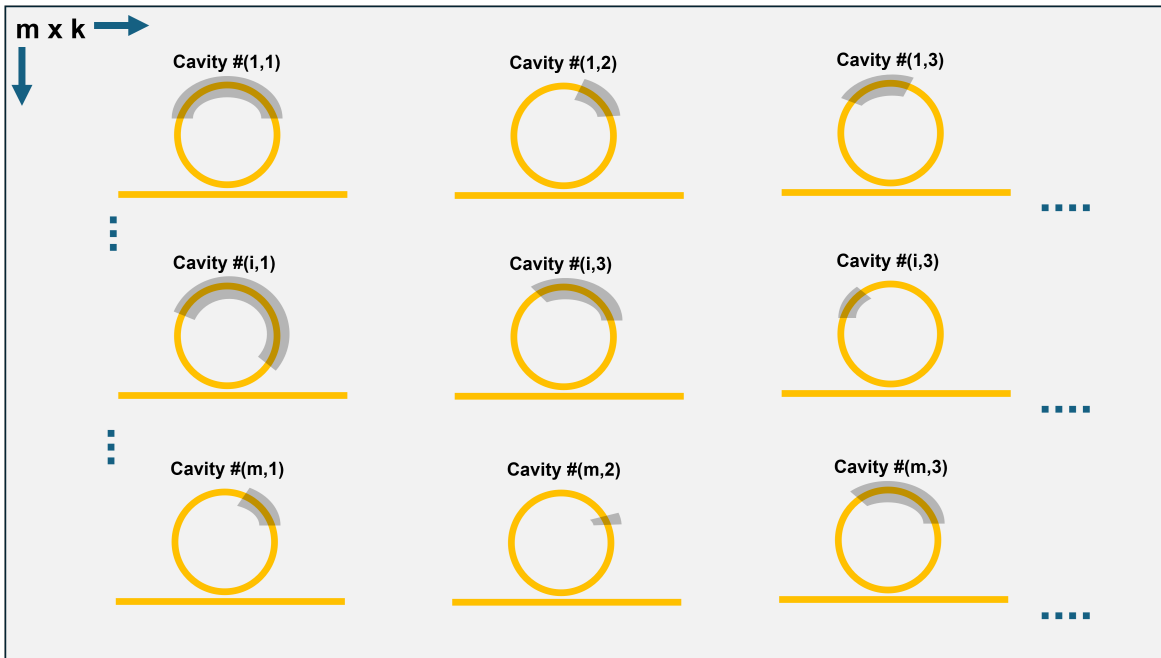 m x k
Cavity #(1,1)
Cavity #(1,2)
Cavity #(1,3)
Cavity #(i,1)
Cavity #(i,3)
Cavity #(i,3)
Cavity #(m,1)
Cavity #(m,2)
Cavity #(m,3)